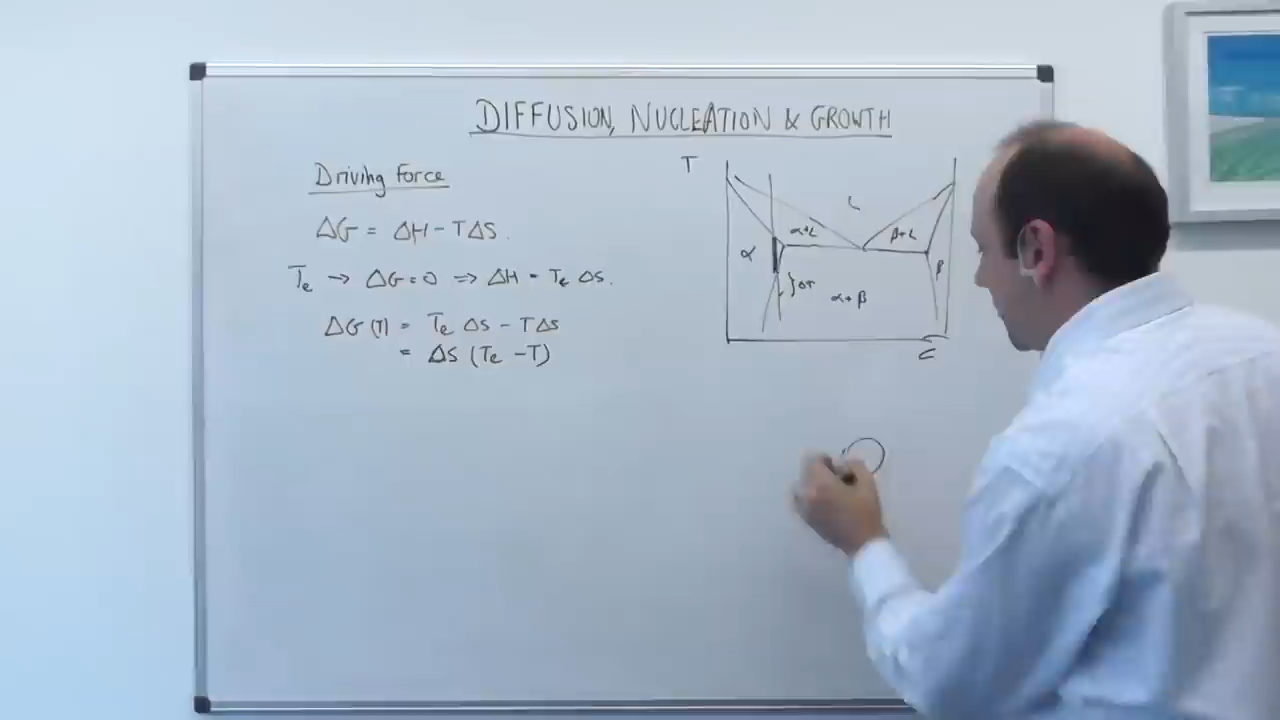 DIFFUSION, NUCLEATION & GROWTH
Driving Force
ΔG = ΔH - TΔS.
Te → ΔG = 0 => ΔH = Te ΔS.
ΔG(T) = Te ΔS - TΔS
= ΔS (Te - T)
T
L
α+L
β+L
α
β
}δT
α+β
C